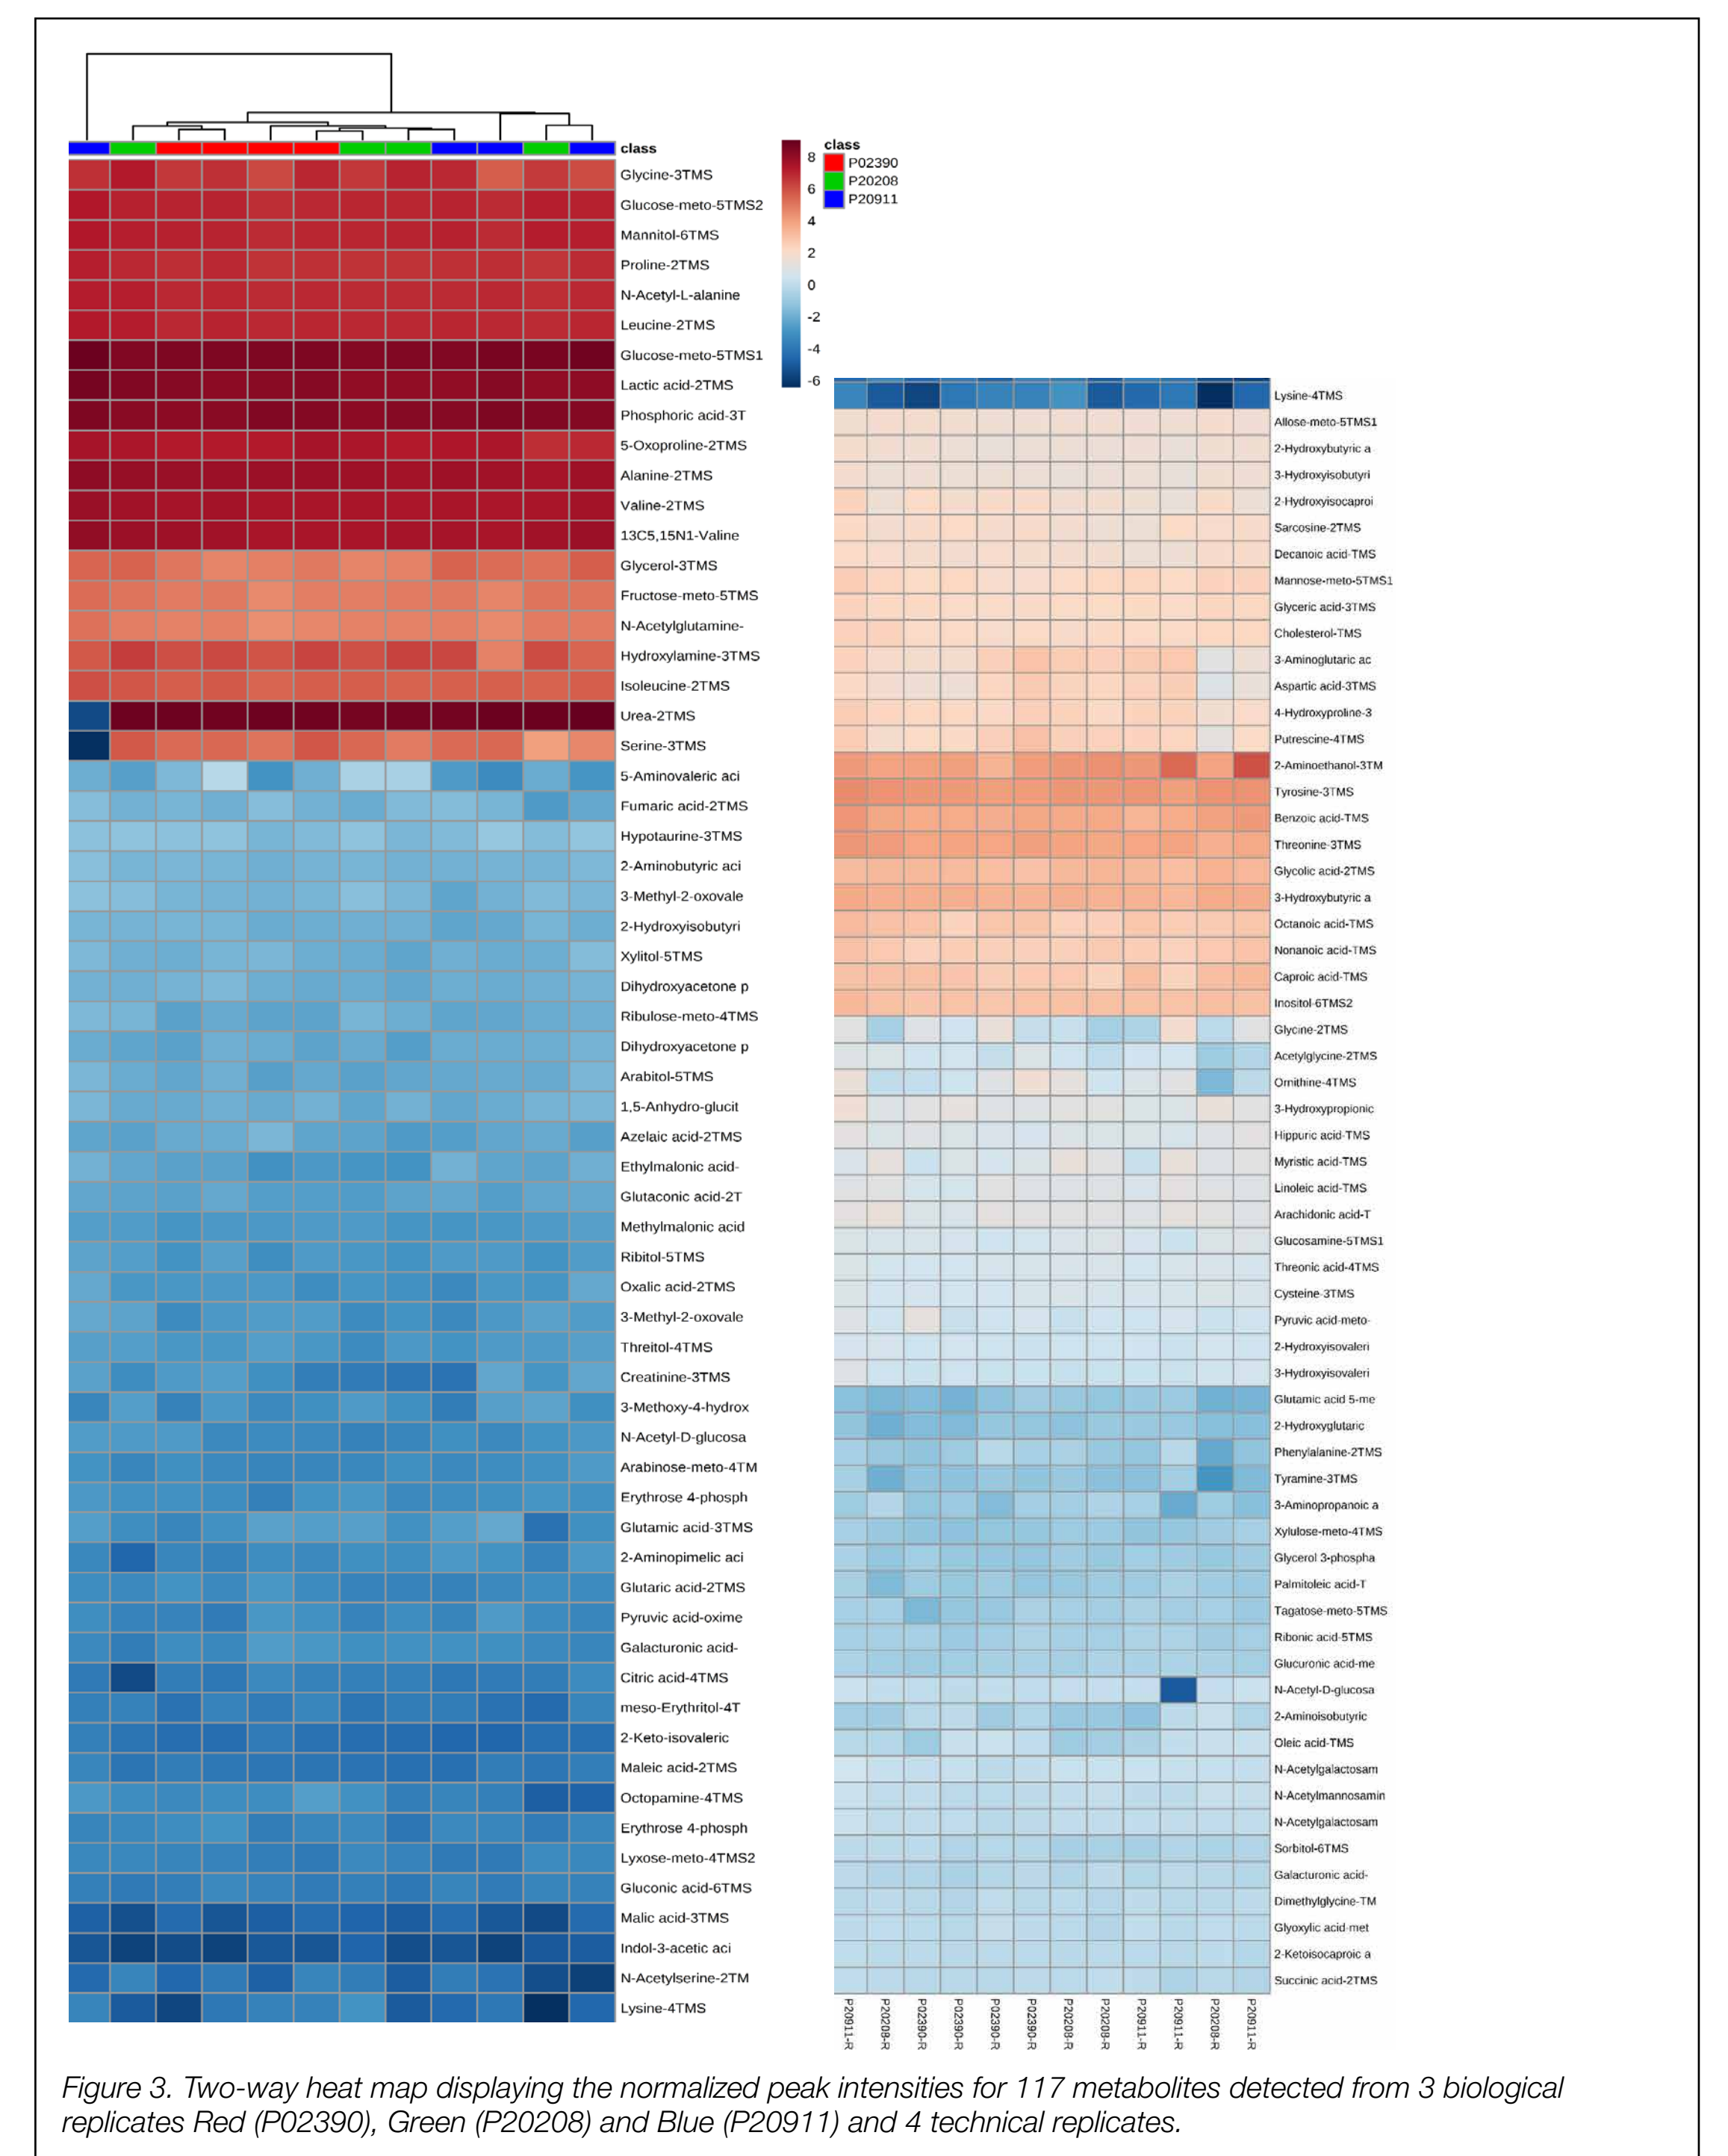 class
Glycine-3TMS
Glucose-meto-5TMS2
Mannitol-6TMS
Proline-2TMS
N-Acetyl-L-alanine
Leucine-2TMS
Glucose-meto-5TMS1
Lactic acid-2TMS
Phosphoric acid-3T
5-Oxoproline-2TMS
Alanine-2TMS
Valine-2TMS
13C5,15N1-Valine
Glycerol-3TMS
Fructose-meto-5TMS
N-Acetylglutamine-
Hydroxylamine-3TMS
Isoleucine-2TMS
Urea-2TMS
Serine-3TMS
5-Aminovaleric aci
Fumaric acid-2TMS
Hypotaurine-3TMS
2-Aminobutyric aci
3-Methyl-2-oxovale
2-Hydroxyisobutyri
Xylitol-5TMS
Dihydroxyacetone p
Ribulose-meto-4TMS
Dihydroxyacetone p
Arabitol-5TMS
1,5-Anhydro-glucit
Azelaic acid-2TMS
Ethylmalonic acid-
Glutaconic acid-2T
Methylmalonic acid
Ribitol-5TMS
Oxalic acid-2TMS
3-Methyl-2-oxovale
Threitol-4TMS
Creatinine-3TMS
3-Methoxy-4-hydrox
N-Acetyl-D-glucosa
Arabinose-meto-4TM
Erythrose 4-phosph
Glutamic acid-3TMS
2-Aminopimelic aci
Glutaric acid-2TMS
Pyruvic acid-oxime
Galacturonic acid-
Citric acid-4TMS
meso-Erythritol-4T
2-Keto-isovaleric
Maleic acid-2TMS
Octopamine-4TMS
Erythrose 4-phosph
Lyxose-meto-4TMS2
Gluconic acid-6TMS
Malic acid-3TMS
Indol-3-acetic aci
N-Acetylserine-2TM
Lysine-4TMS
8
6
4
2
0
-2
-4
-6
class
P02390
P20208
P20911
Lysine-4TMS
Allose-meto-5TMS1
2-Hydroxybutyric a
3-Hydroxyisobutyri
2-Hydroxyisocaproi
Sarcosine-2TMS
Decanoic acid-TMS
Mannose-meto-5TMS1
Glyceric acid-3TMS
Cholesterol-TMS
3-Aminoglutaric ac
Aspartic acid-3TMS
4-Hydroxyproline-3
Putrescine-4TMS
2-Aminoethanol-3TM
Tyrosine-3TMS
Benzoic acid-TMS
Threonine-3TMS
Glycolic acid-2TMS
3-Hydroxybutyric a
Octanoic acid-TMS
Nonanoic acid-TMS
Caproic acid-TMS
Inositol-6TMS2
Glycine-2TMS
Acetylglycine-2TMS
Ornithine-4TMS
3-Hydroxypropionic
Hippuric acid-TMS
Myristic acid-TMS
Linoleic acid-TMS
Arachidonic acid-T
Glucosamine-5TMS1
Threonic acid-4TMS
Cysteine-3TMS
Pyruvic acid-meto-
2-Hydroxyisovaleri
3-Hydroxyisovaleri
Glutamic acid 5-me
2-Hydroxyglutaric
Phenylalanine-2TMS
Tyramine-3TMS
3-Aminopropanoic a
Xylulose-meto-4TMS
Glycerol 3-phospha
Palmitoleic acid-T
Tagatose-meto-5TMS
Ribonic acid-5TMS
Glucuronic acid-me
N-Acetyl-D-glucosa
2-Aminoisobutyric
Oleic acid-TMS
N-Acetylgalactosam
N-Acetylmannosamin
N-Acetylgalactosam
Sorbitol-6TMS
Galacturonic acid-
Dimethylglycine-TM
Glyoxylic acid-met
2-Ketoisocaproic a
Succinic acid-2TMS
P20911-R
P20208-R
P02390-R
P02390-R
P02390-R
P02390-R
P20208-R
P20208-R
P20911-R
P20911-R
P20208-R
P20911-R
Figure 3. Two-way heat map displaying the normalized peak intensities for 117 metabolites detected from 3 biological
replicates Red (P02390), Green (P20208) and Blue (P20911) and 4 technical replicates.